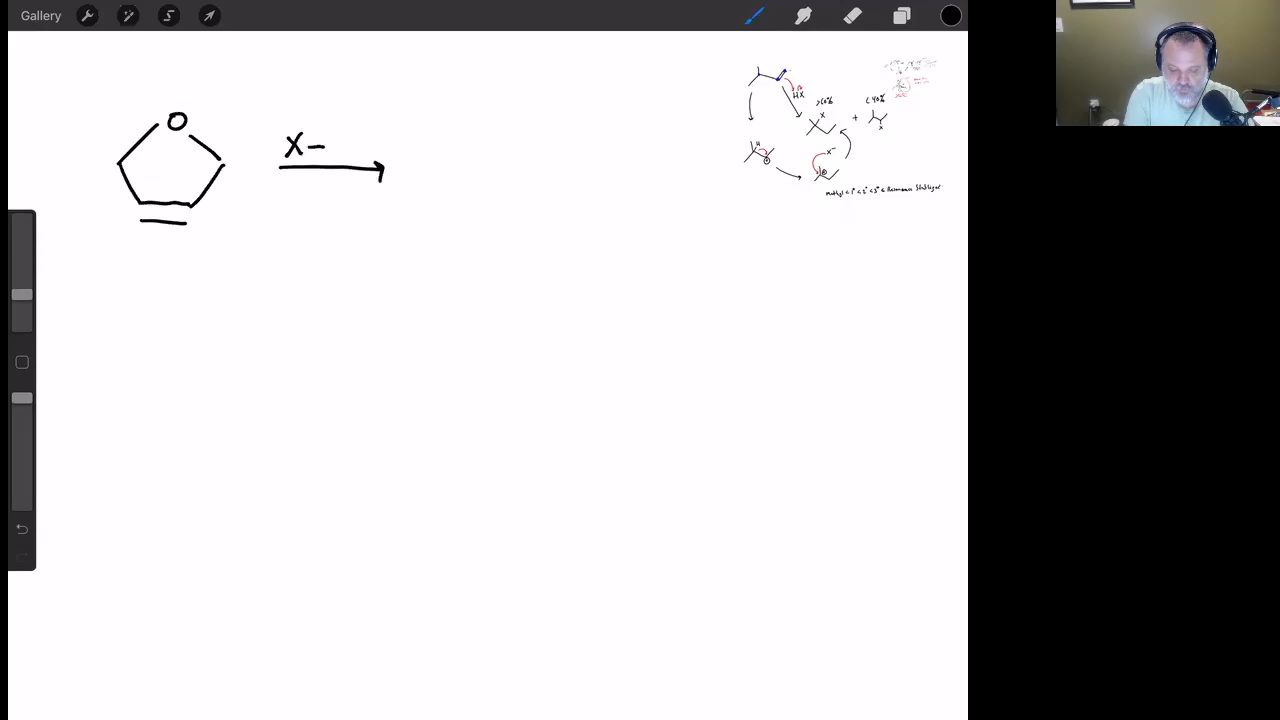 Gallery
O
X-
HX
>60%
X
+
<40%
X
H
X-
Methyl < 1° < 2° < 3° < Resonance Stabilized